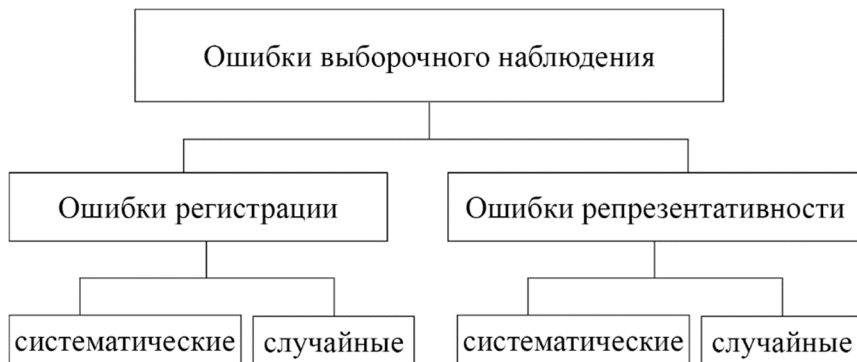 Ошибки выборочного наблюдения
Ошибки регистрации
Ошибки репрезентативности
систематические
случайные
систематические
случайные